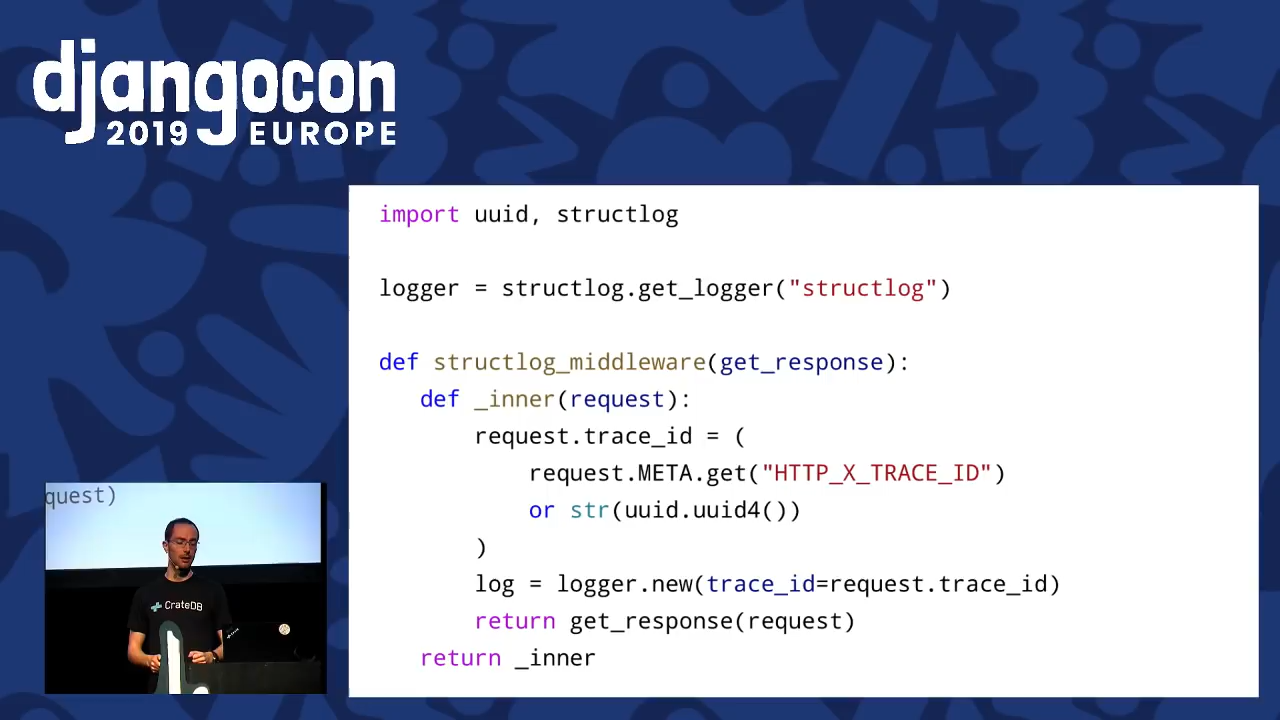 djangocon
2019 EUROPE
import uuid, structlog
logger = structlog.get_logger("structlog")
def structlog_middleware(get_response):
def _inner(request):
request.trace_id = (
request.META.get("HTTP_X_TRACE_ID")
or str(uuid.uuid4())
)
log = logger.new(trace_id=request.trace_id)
return get_response(request)
return _inner
quest)
CrateDB